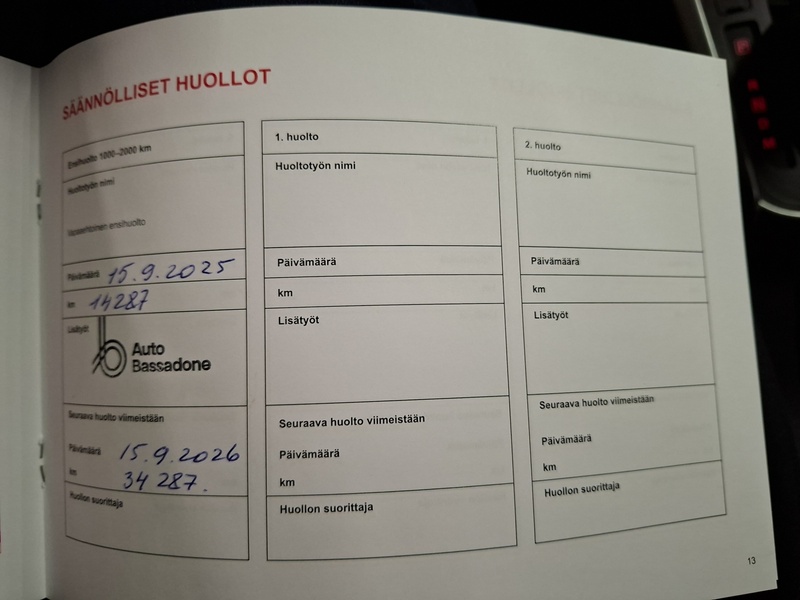 SÄÄNNÖLLISET HUOLLOT
Ensihuolto 1000–2000 km
Huoltotyön nimi
Vapaaehtoinen ensihuolto
Päivämäärä 15.9.2025
km 14287
Lisätyöt
Auto
Bassadone
Seuraava huolto viimeistään
Päivämäärä 15.9.2026
km 34 287.
Huollon suorittaja
1. huolto
Huoltotyön nimi
Päivämäärä
km
Lisätyöt
Seuraava huolto viimeistään
Päivämäärä
km
Huollon suorittaja
2. huolto
Huoltotyön nimi
Päivämäärä
km
Lisätyöt
Seuraava huolto viimeistään
Päivämäärä
km
Huollon suorittaja
13
P